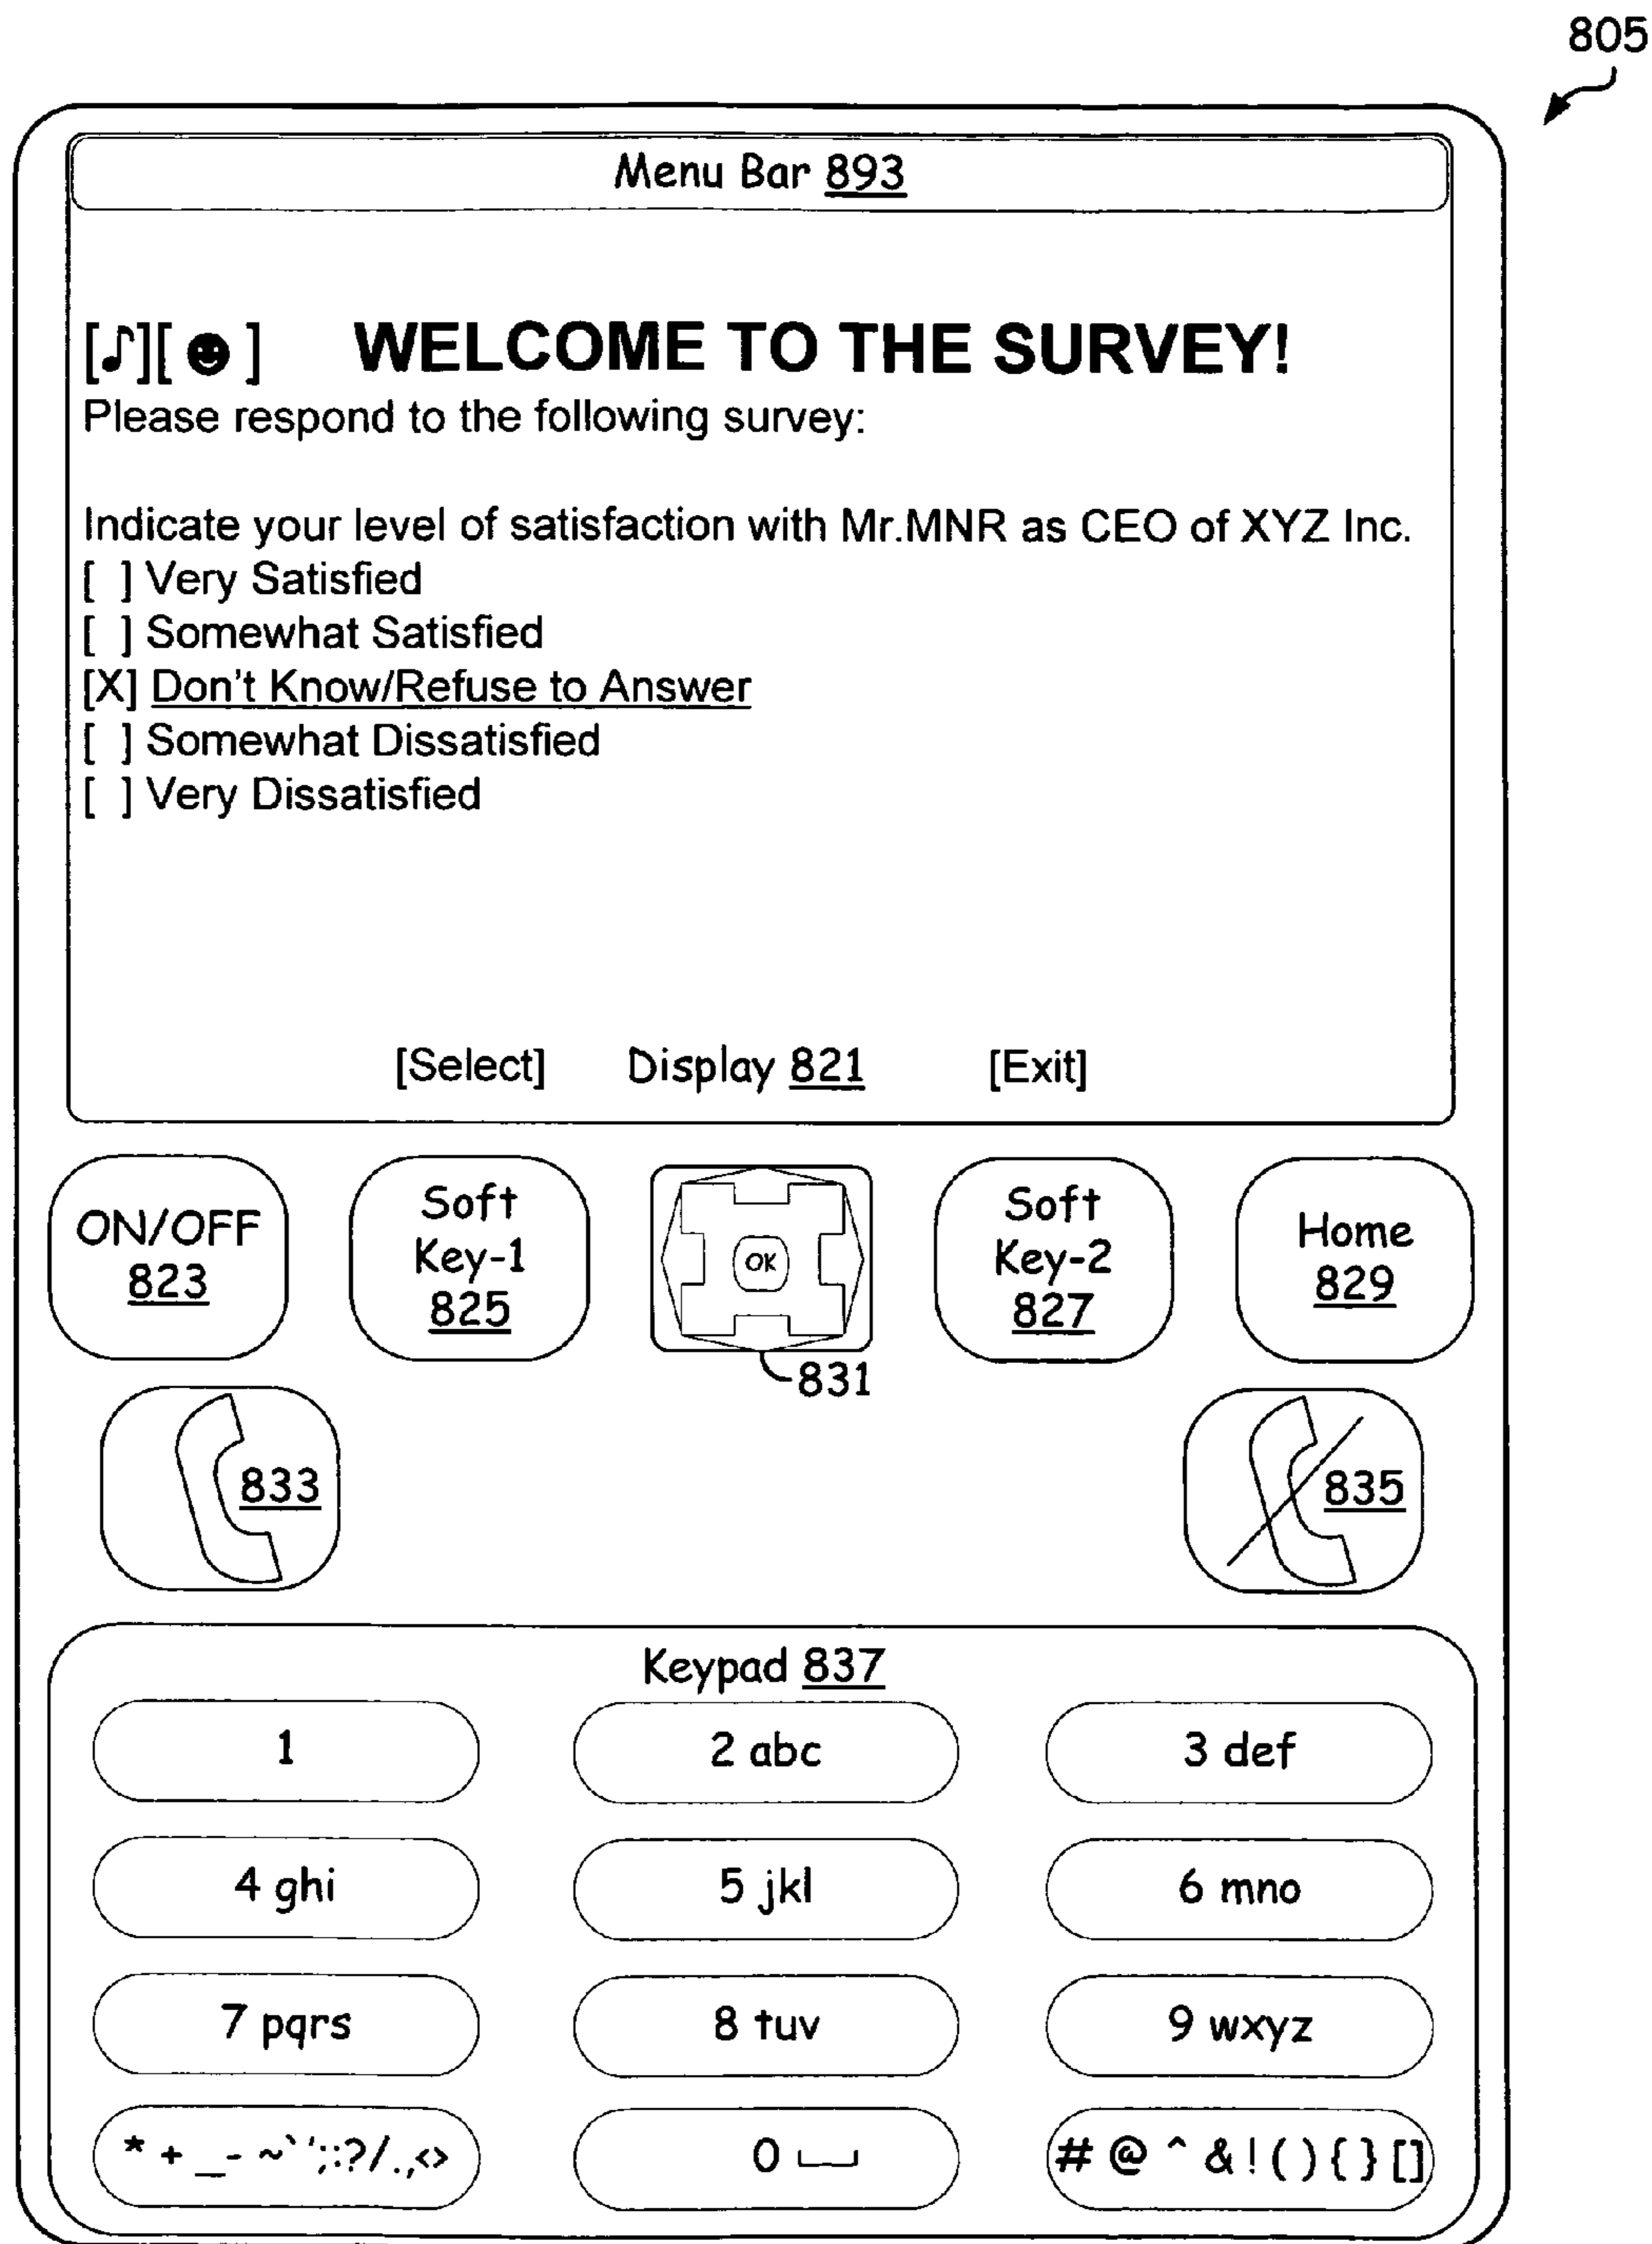 805
Menu Bar 893
[♪][☻] WELCOME TO THE SURVEY!
Please respond to the following survey:
Indicate your level of satisfaction with Mr.MNR as CEO of XYZ Inc.
[ ] Very Satisfied
[ ] Somewhat Satisfied
[X] Don't Know/Refuse to Answer
[ ] Somewhat Dissatisfied
[ ] Very Dissatisfied
[Select] Display 821 [Exit]
ON/OFF
823
Soft
Key-1
825
OK
831
Soft
Key-2
827
Home
829
833
835
Keypad 837
1
2 abc
3 def
4 ghi
5 jkl
6 mno
7 pqrs
8 tuv
9 wxyz
* + _- ~` ';:?/.,<>
0 ⎵
# @ ^ & ! ( ) { } []